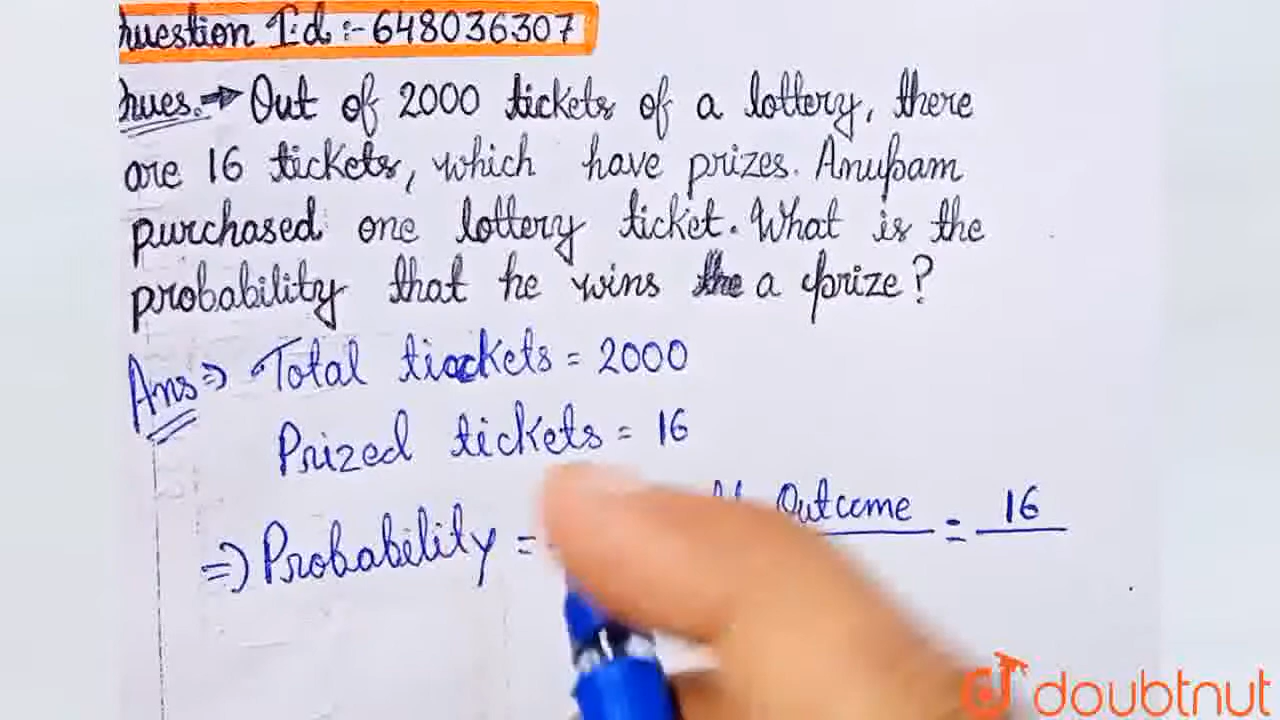 uestion Id :- 648036307
ues. → Out of 2000 tickets of a lottery, there
are 16 tickets, which have prizes. Anupam
purchased one lottery ticket. What is the
probability that he wins the a prize?
Ans ⇒ Total tickets = 2000
Prized tickets = 16
⇒ Probability = Outcome = 16
doubtnut